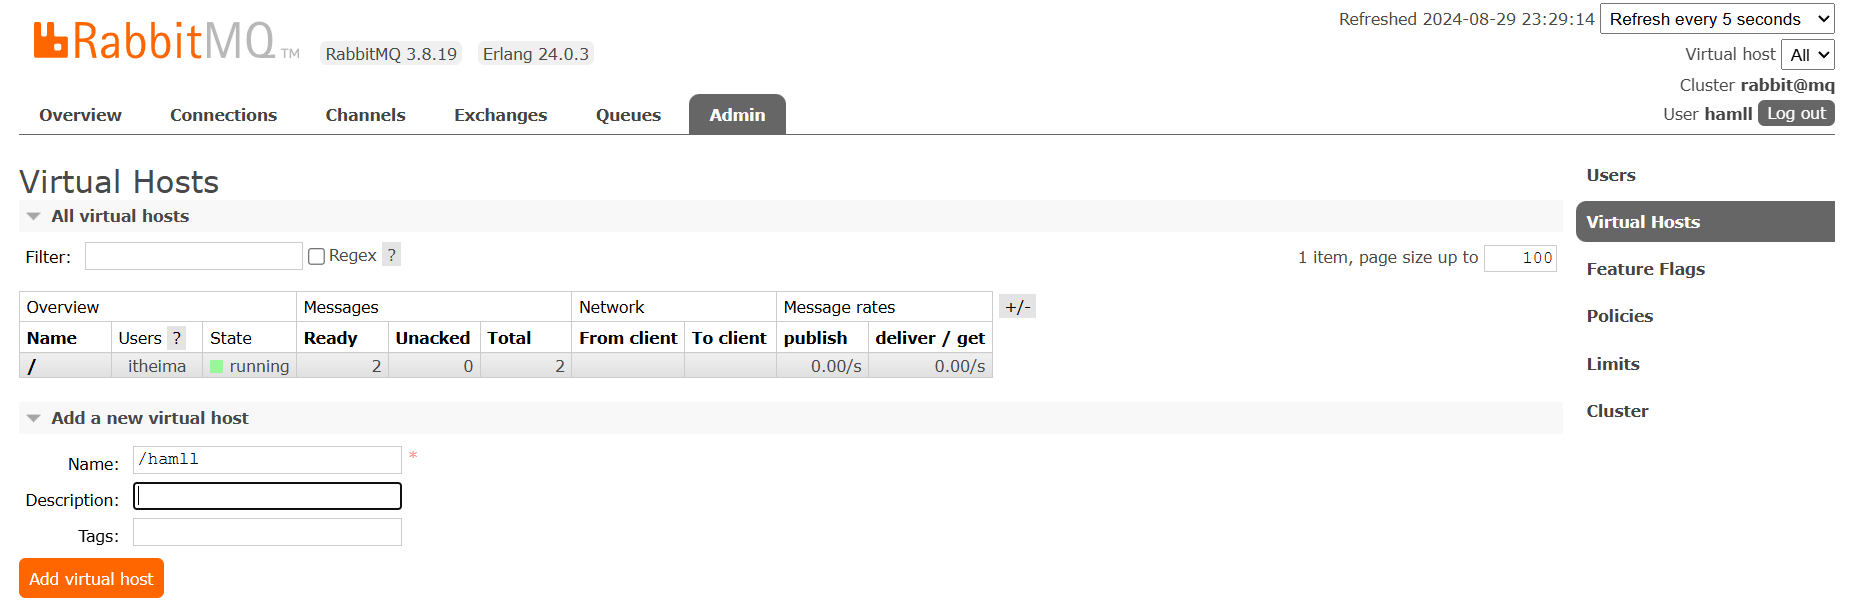 RabbitMQ TM RabbitMQ 3.8.19 Erlang 24.0.3
Refreshed 2024-08-29 23:29:14 Refresh every 5 seconds
Virtual host All
Cluster rabbit@mq
User hamll Log out
Overview Connections Channels Exchanges Queues Admin
Virtual Hosts
All virtual hosts
Filter: Regex ? 1 item, page size up to 100
Overview Messages Network Message rates +/-
Name Users ? State Ready Unacked Total From client To client publish deliver / get
/ itheima running 2 0 2 0.00/s 0.00/s
Add a new virtual host
Name: /hamll *
Description:
Tags:
Add virtual host
Users
Virtual Hosts
Feature Flags
Policies
Limits
Cluster